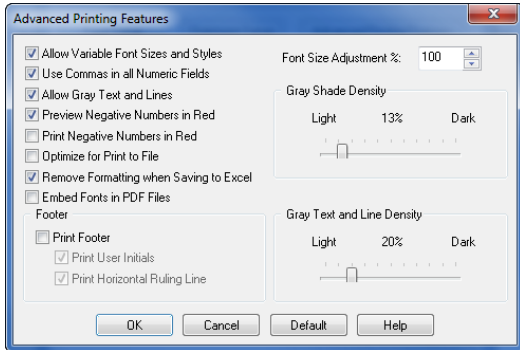 Advanced Printing Features
Allow Variable Font Sizes and Styles
Use Commas in all Numeric Fields
Allow Gray Text and Lines
Preview Negative Numbers in Red
Print Negative Numbers in Red
Optimize for Print to File
Remove Formatting when Saving to Excel
Embed Fonts in PDF Files
Footer
Print Footer
Print User Initials
Print Horizontal Ruling Line
Font Size Adjustment %: 100
Gray Shade Density
Light 13% Dark
Gray Text and Line Density
Light 20% Dark
OK Cancel Default Help